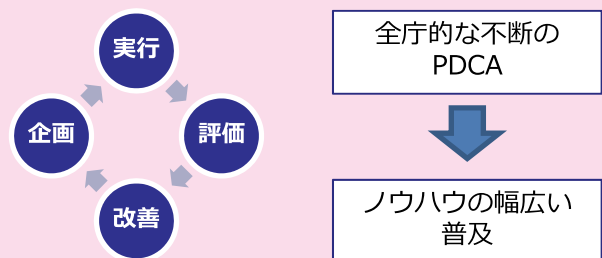 実行
企画
評価
改善
全庁的な不断の
PDCA
ノウハウの幅広い
普及